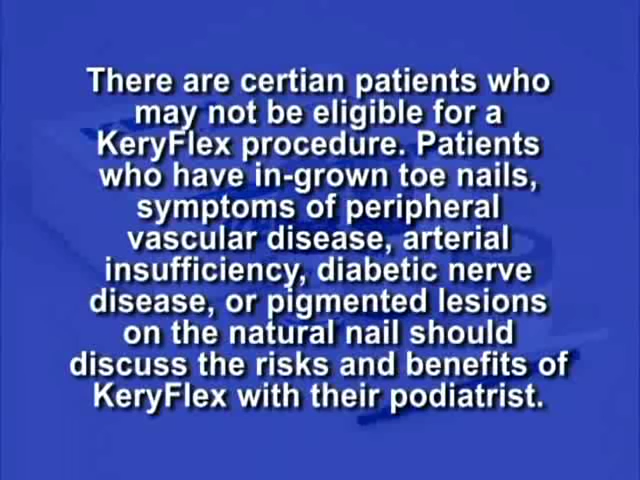 There are certian patients who
may not be eligible for a
KeryFlex procedure. Patients
who have in-grown toe nails,
symptoms of peripheral
vascular disease, arterial
insufficiency, diabetic nerve
disease, or pigmented lesions
on the natural nail should
discuss the risks and benefits of
KeryFlex with their podiatrist.